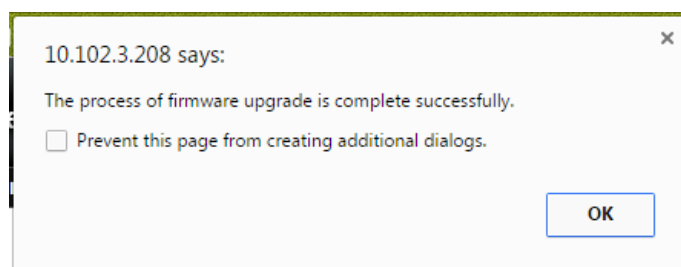 10.102.3.208 says:
The process of firmware upgrade is complete successfully.
Prevent this page from creating additional dialogs.
OK